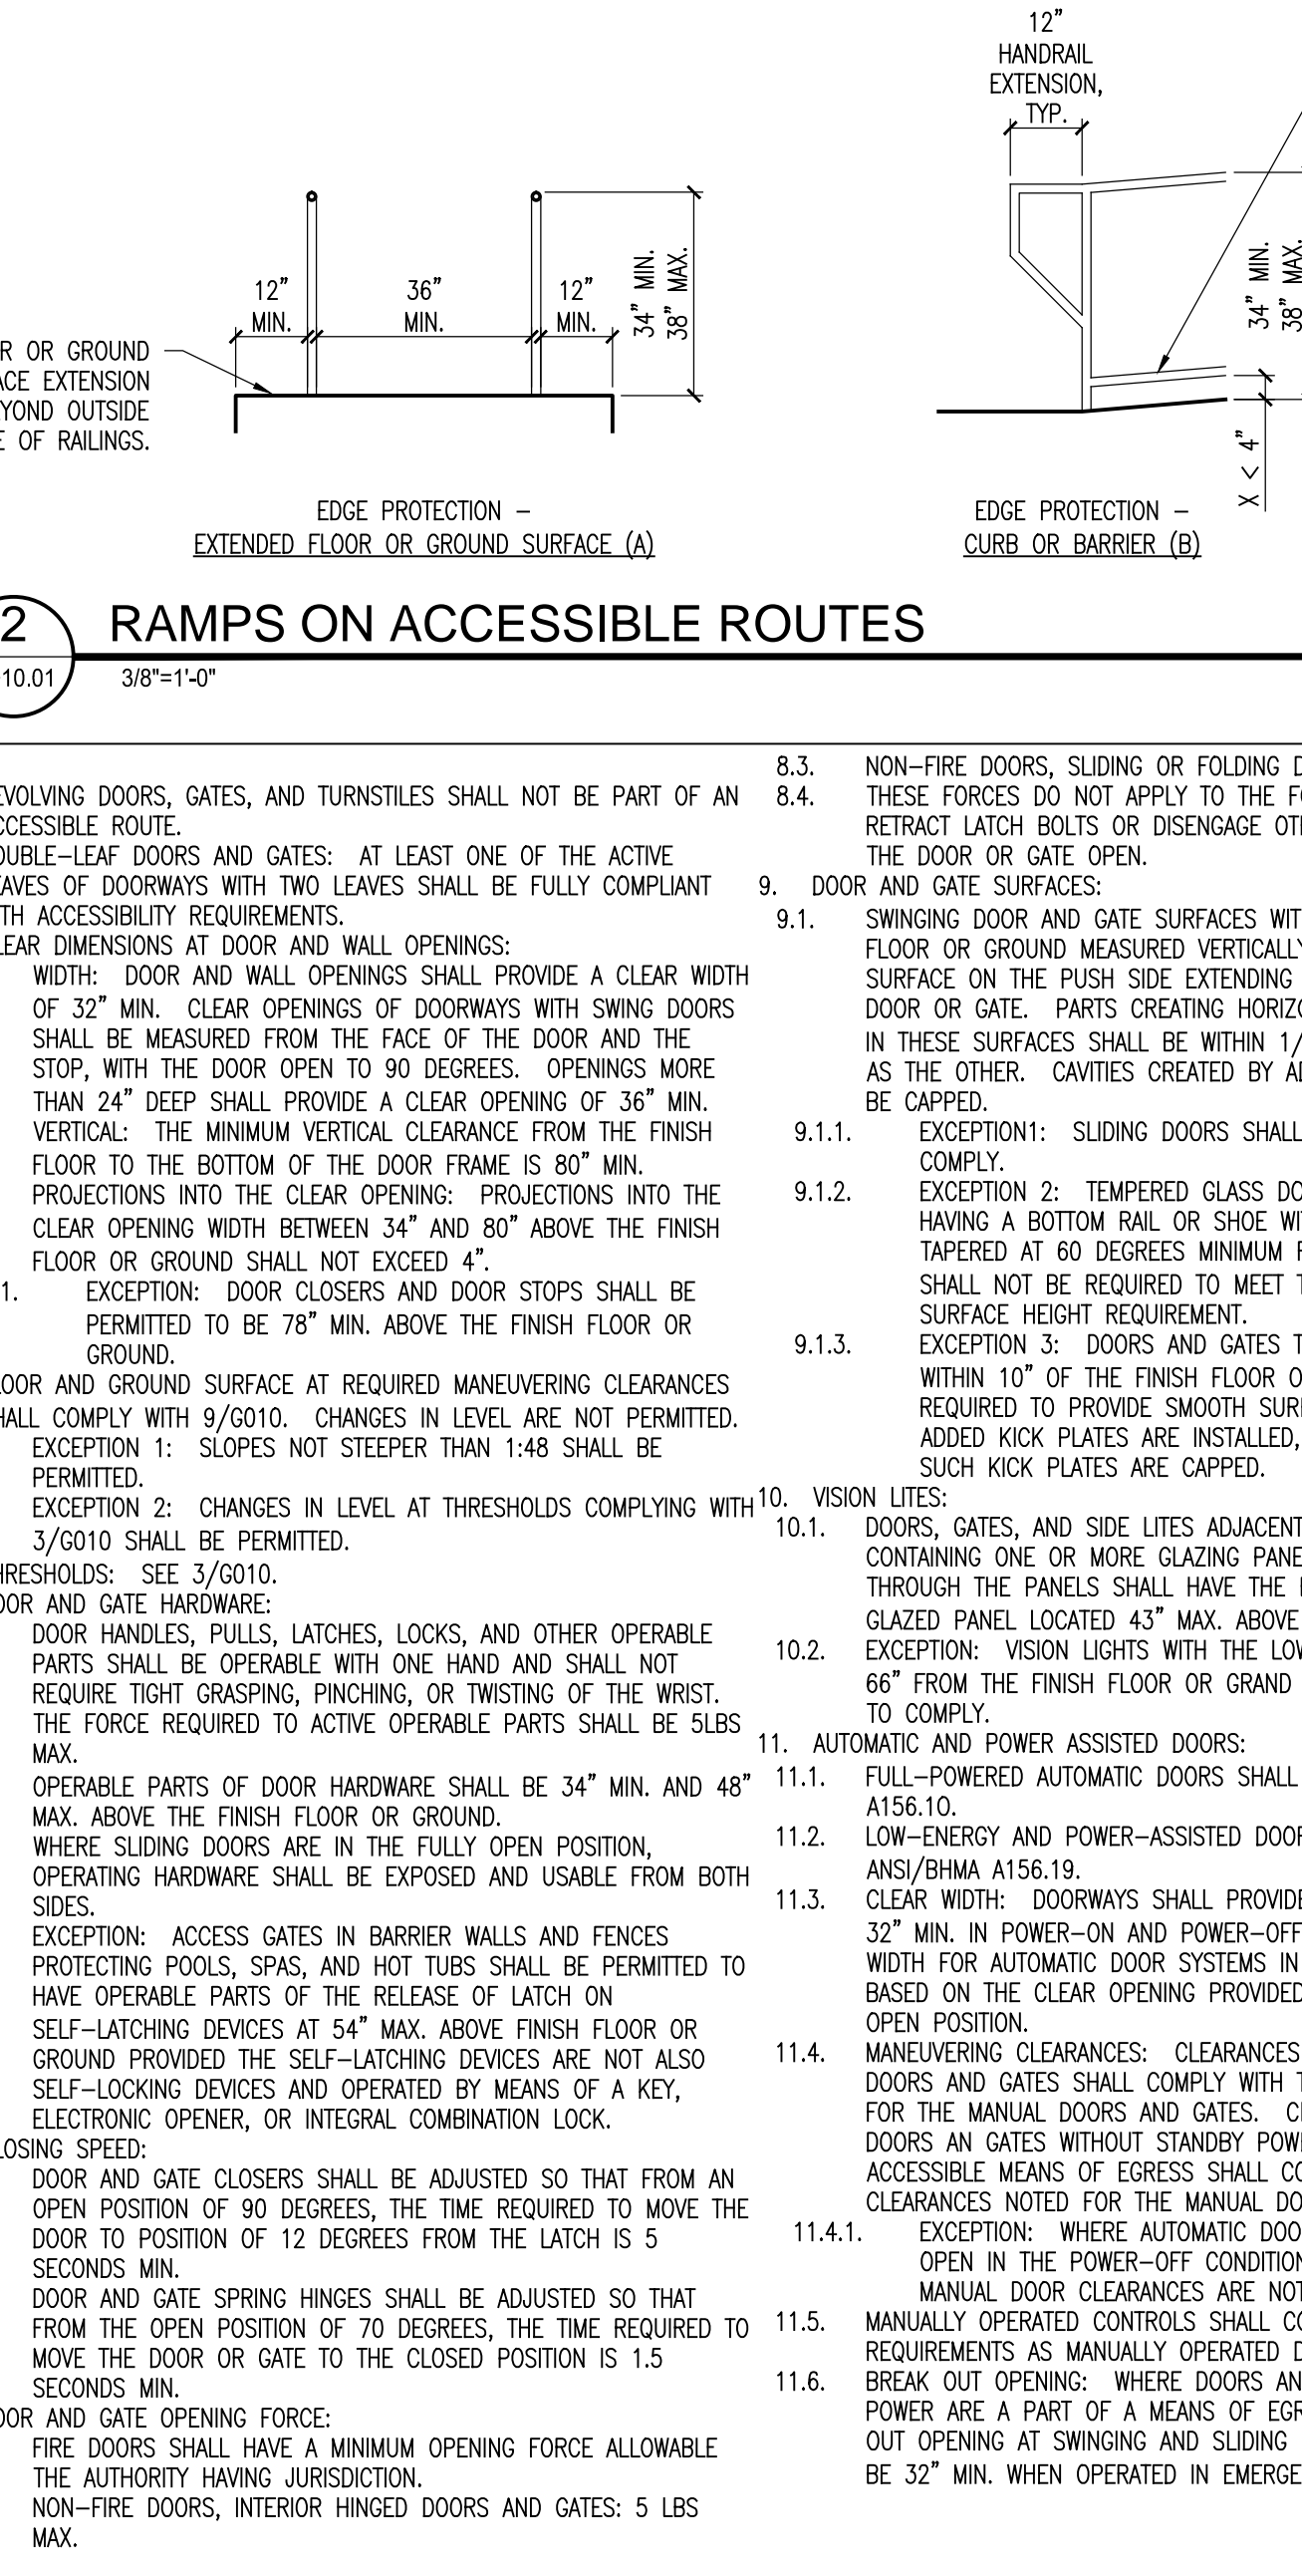 12"
HANDRAIL
EXTENSION,
TYP.
12"
MIN.
36"
MIN.
12"
MIN.
34" MIN.
38" MAX.
34" MIN.
38" MAX.
OR GROUND
EXTENSION
OUTSIDE
OF RAILINGS.
X < 4"
EDGE PROTECTION –
EXTENDED FLOOR OR GROUND SURFACE (A)
EDGE PROTECTION –
CURB OR BARRIER (B)
2
10.01
RAMPS ON ACCESSIBLE ROUTES
3/8"=1'-0"
DOORS, GATES, AND TURNSTILES SHALL NOT BE PART OF AN
ROUTE.
DOORS AND GATES: AT LEAST ONE OF THE ACTIVE
OF DOORWAYS WITH TWO LEAVES SHALL BE FULLY COMPLIANT
ACCESSIBILITY REQUIREMENTS.
DIMENSIONS AT DOOR AND WALL OPENINGS:
WIDTH: DOOR AND WALL OPENINGS SHALL PROVIDE A CLEAR WIDTH
OF 32" MIN. CLEAR OPENINGS OF DOORWAYS WITH SWING DOORS
SHALL BE MEASURED FROM THE FACE OF THE DOOR AND THE
STOP, WITH THE DOOR OPEN TO 90 DEGREES. OPENINGS MORE
THAN 24" DEEP SHALL PROVIDE A CLEAR OPENING OF 36" MIN.
VERTICAL: THE MINIMUM VERTICAL CLEARANCE FROM THE FINISH
FLOOR TO THE BOTTOM OF THE DOOR FRAME IS 80" MIN.
PROJECTIONS INTO THE CLEAR OPENING: PROJECTIONS INTO THE
CLEAR OPENING WIDTH BETWEEN 34" AND 80" ABOVE THE FINISH
FLOOR OR GROUND SHALL NOT EXCEED 4".
1. EXCEPTION: DOOR CLOSERS AND DOOR STOPS SHALL BE
PERMITTED TO BE 78" MIN. ABOVE THE FINISH FLOOR OR
GROUND.
AND GROUND SURFACE AT REQUIRED MANEUVERING CLEARANCES
COMPLY WITH 9/G010. CHANGES IN LEVEL ARE NOT PERMITTED.
EXCEPTION 1: SLOPES NOT STEEPER THAN 1:48 SHALL BE
PERMITTED.
EXCEPTION 2: CHANGES IN LEVEL AT THRESHOLDS COMPLYING WITH
3/G010 SHALL BE PERMITTED.
SEE 3/G010.
AND GATE HARDWARE:
DOOR HANDLES, PULLS, LATCHES, LOCKS, AND OTHER OPERABLE
PARTS SHALL BE OPERABLE WITH ONE HAND AND SHALL NOT
REQUIRE TIGHT GRASPING, PINCHING, OR TWISTING OF THE WRIST.
THE FORCE REQUIRED TO ACTIVE OPERABLE PARTS SHALL BE 5LBS
MAX.
OPERABLE PARTS OF DOOR HARDWARE SHALL BE 34" MIN. AND 48"
MAX. ABOVE THE FINISH FLOOR OR GROUND.
WHERE SLIDING DOORS ARE IN THE FULLY OPEN POSITION,
OPERATING HARDWARE SHALL BE EXPOSED AND USABLE FROM BOTH
SIDES.
EXCEPTION: ACCESS GATES IN BARRIER WALLS AND FENCES
PROTECTING POOLS, SPAS, AND HOT TUBS SHALL BE PERMITTED TO
HAVE OPERABLE PARTS OF THE RELEASE OF LATCH ON
SELF–LATCHING DEVICES AT 54" MAX. ABOVE FINISH FLOOR OR
GROUND PROVIDED THE SELF–LATCHING DEVICES ARE NOT ALSO
SELF–LOCKING DEVICES AND OPERATED BY MEANS OF A KEY,
ELECTRONIC OPENER, OR INTEGRAL COMBINATION LOCK.
SPEED:
DOOR AND GATE CLOSERS SHALL BE ADJUSTED SO THAT FROM AN
OPEN POSITION OF 90 DEGREES, THE TIME REQUIRED TO MOVE THE
DOOR TO POSITION OF 12 DEGREES FROM THE LATCH IS 5
SECONDS MIN.
DOOR AND GATE SPRING HINGES SHALL BE ADJUSTED SO THAT
FROM THE OPEN POSITION OF 70 DEGREES, THE TIME REQUIRED TO
MOVE THE DOOR OR GATE TO THE CLOSED POSITION IS 1.5
SECONDS MIN.
AND GATE OPENING FORCE:
FIRE DOORS SHALL HAVE A MINIMUM OPENING FORCE ALLOWABLE
THE AUTHORITY HAVING JURISDICTION.
NON–FIRE DOORS, INTERIOR HINGED DOORS AND GATES: 5 LBS
MAX.
8.3. NON–FIRE DOORS, SLIDING OR FOLDING
8.4. THESE FORCES DO NOT APPLY TO THE
RETRACT LATCH BOLTS OR DISENGAGE
THE DOOR OR GATE OPEN.
9. DOOR AND GATE SURFACES:
9.1. SWINGING DOOR AND GATE SURFACES
FLOOR OR GROUND MEASURED VERTICALLY
SURFACE ON THE PUSH SIDE EXTENDING
DOOR OR GATE. PARTS CREATING
IN THESE SURFACES SHALL BE WITHIN 1/
AS THE OTHER. CAVITIES CREATED BY
BE CAPPED.
9.1.1. EXCEPTION1: SLIDING DOORS SHALL
COMPLY.
9.1.2. EXCEPTION 2: TEMPERED GLASS
HAVING A BOTTOM RAIL OR SHOE
TAPERED AT 60 DEGREES MINIMUM
SHALL NOT BE REQUIRED TO MEET
SURFACE HEIGHT REQUIREMENT.
9.1.3. EXCEPTION 3: DOORS AND GATES
WITHIN 10" OF THE FINISH FLOOR
REQUIRED TO PROVIDE SMOOTH
ADDED KICK PLATES ARE INSTALLED,
SUCH KICK PLATES ARE CAPPED.
10. VISION LITES:
10.1. DOORS, GATES, AND SIDE LITES ADJACENT
CONTAINING ONE OR MORE GLAZING
THROUGH THE PANELS SHALL HAVE THE
GLAZED PANEL LOCATED 43" MAX. ABOVE
10.2. EXCEPTION: VISION LIGHTS WITH THE
66" FROM THE FINISH FLOOR OR GRAND
TO COMPLY.
11. AUTOMATIC AND POWER ASSISTED DOORS:
11.1. FULL–POWERED AUTOMATIC DOORS SHALL
A156.10.
11.2. LOW–ENERGY AND POWER–ASSISTED
ANSI/BHMA A156.19.
11.3. CLEAR WIDTH: DOORWAYS SHALL PROVIDE
32" MIN. IN POWER–ON AND POWER–OFF
WIDTH FOR AUTOMATIC DOOR SYSTEMS IN
BASED ON THE CLEAR OPENING PROVIDED
OPEN POSITION.
11.4. MANEUVERING CLEARANCES: CLEARANCES
DOORS AND GATES SHALL COMPLY WITH
FOR THE MANUAL DOORS AND GATES.
DOORS AN GATES WITHOUT STANDBY
ACCESSIBLE MEANS OF EGRESS SHALL
CLEARANCES NOTED FOR THE MANUAL
11.4.1. EXCEPTION: WHERE AUTOMATIC
OPEN IN THE POWER–OFF CONDITION
MANUAL DOOR CLEARANCES ARE
11.5. MANUALLY OPERATED CONTROLS SHALL
REQUIREMENTS AS MANUALLY OPERATED
11.6. BREAK OUT OPENING: WHERE DOORS
POWER ARE A PART OF A MEANS OF
OUT OPENING AT SWINGING AND SLIDING
BE 32" MIN. WHEN OPERATED IN